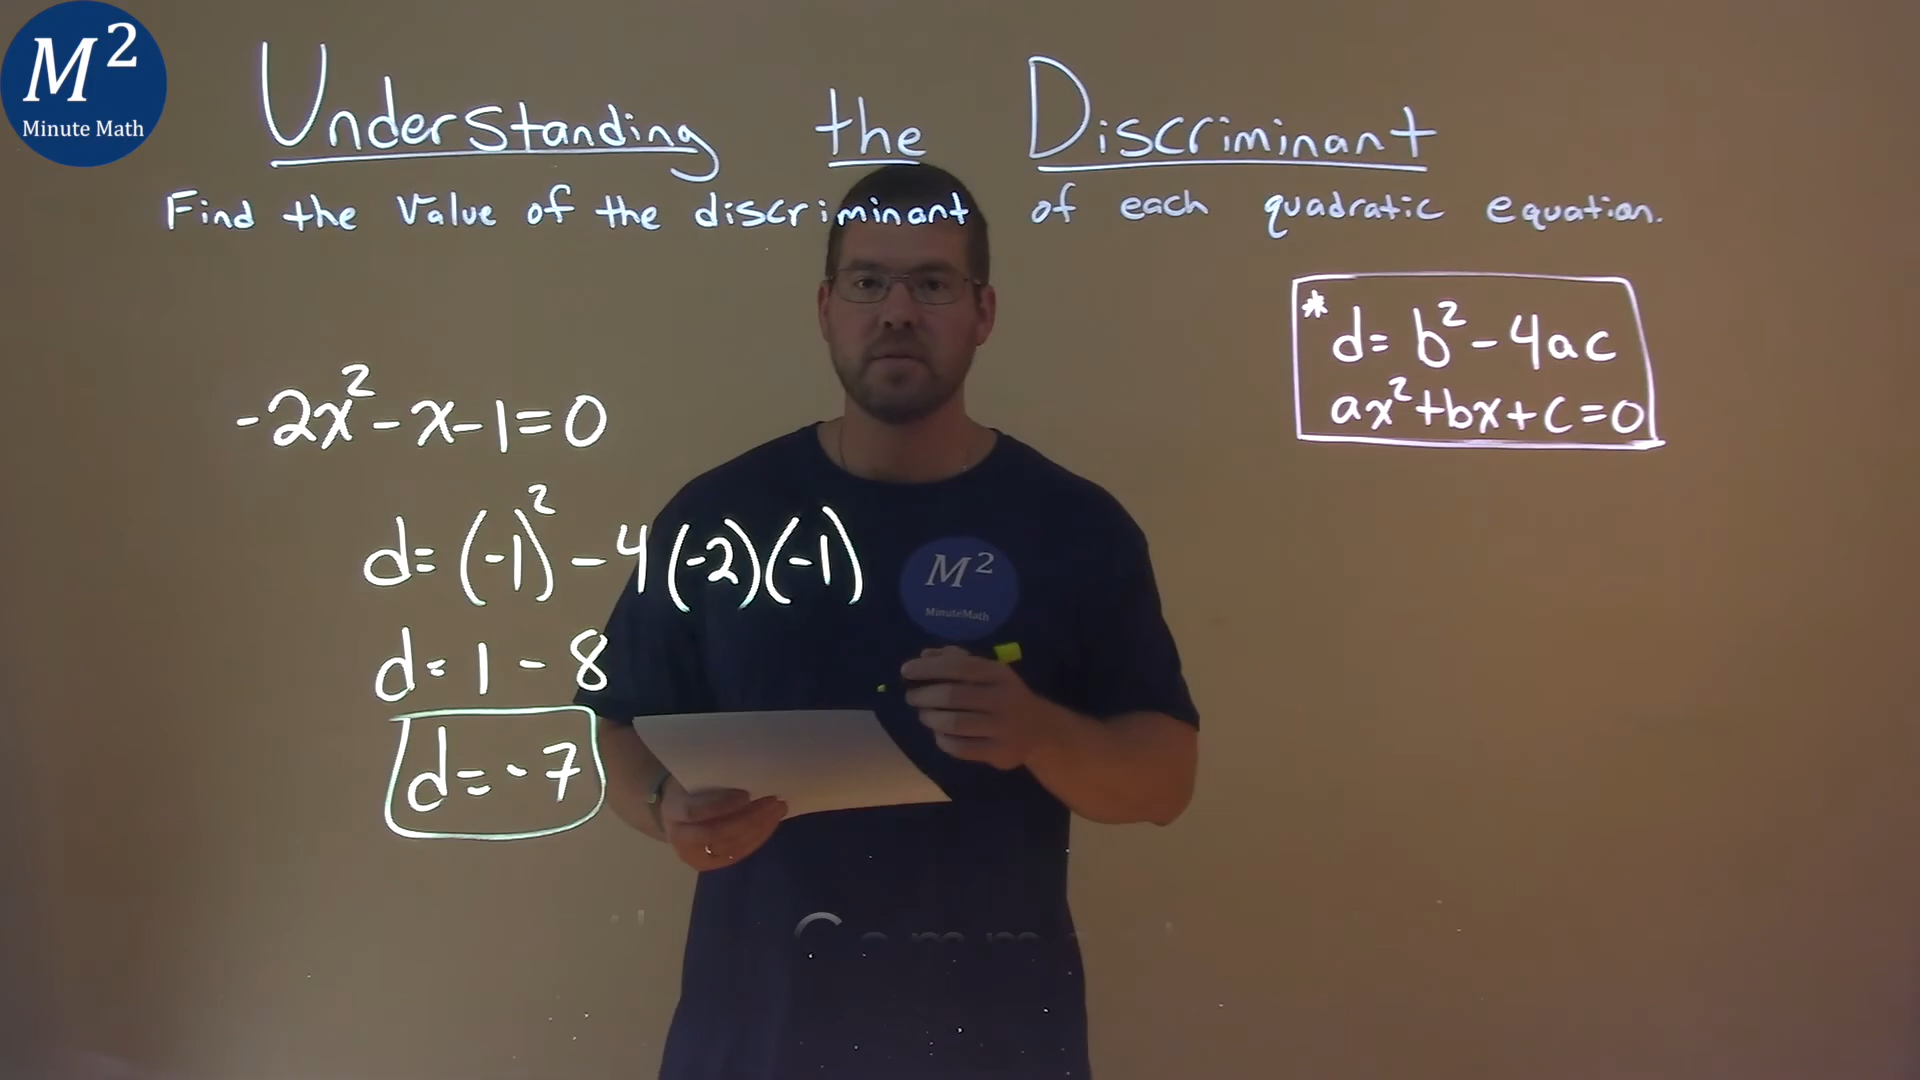 M²
Minute Math
Understanding the Discriminant
Find the value of the discriminant of each quadratic equation.
* d = b² - 4ac
ax² + bx + c = 0
-2x² - x - 1 = 0
d = (-1)² - 4(-2)(-1)
d = 1 - 8
d = -7
M²
MinuteMath